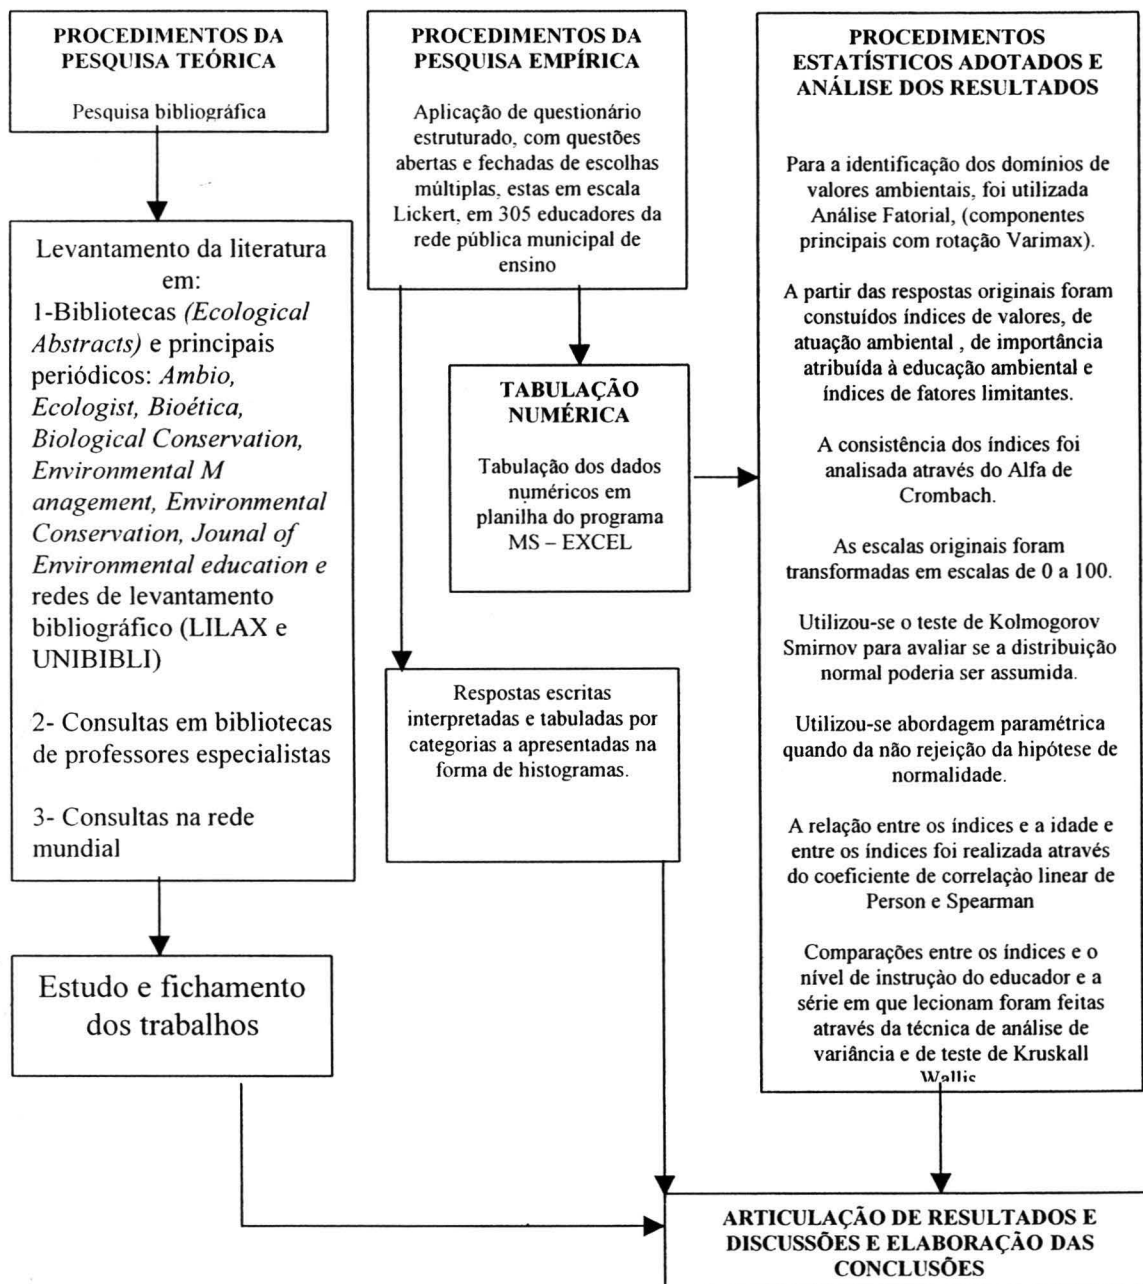 PROCEDIMENTOS DA
PESQUISA TEÓRICA
Pesquisa bibliográfica
Levantamento da literatura
em:
1-Bibliotecas (Ecological
Abstracts) e principais
periódicos: Ambio,
Ecologist, Bioética,
Biological Conservation,
Environmental M
anagement, Environmental
Conservation, Jounal of
Environmental education e
redes de levantamento
bibliográfico (LILAX e
UNIBIBLI)
2- Consultas em bibliotecas
de professores especialistas
3- Consultas na rede
mundial
Estudo e fichamento
dos trabalhos
PROCEDIMENTOS DA
PESQUISA EMPÍRICA
Aplicação de questionário
estruturado, com questões
abertas e fechadas de escolhas
múltiplas, estas em escala
Lickert, em 305 educadores da
rede pública municipal de
ensino
TABULAÇÃO
NUMÉRICA
Tabulação dos dados
numéricos em
planilha do programa
MS – EXCEL
Respostas escritas
interpretadas e tabuladas por
categorias a apresentadas na
forma de histogramas.
PROCEDIMENTOS
ESTATÍSTICOS ADOTADOS E
ANÁLISE DOS RESULTADOS
Para a identificação dos domínios de
valores ambientais, foi utilizada
Análise Fatorial, (componentes
principais com rotação Varimax).
A partir das respostas originais foram
constuídos índices de valores, de
atuação ambiental , de importância
atribuída à educação ambiental e
índices de fatores limitantes.
A consistência dos índices foi
analisada através do Alfa de
Crombach.
As escalas originais foram
transformadas em escalas de 0 a 100.
Utilizou-se o teste de Kolmogorov
Smirnov para avaliar se a distribuição
normal poderia ser assumida.
Utilizou-se abordagem paramétrica
quando da não rejeição da hipótese de
normalidade.
A relação entre os índices e a idade e
entre os índices foi realizada através
do coeficiente de correlação linear de
Person e Spearman
Comparações entre os índices e o
nível de instrução do educador e a
série em que lecionam foram feitas
através da técnica de análise de
variância e de teste de Kruskall
Wallis
ARTICULAÇÃO DE RESULTADOS E
DISCUSSÕES E ELABORAÇÃO DAS
CONCLUSÕES